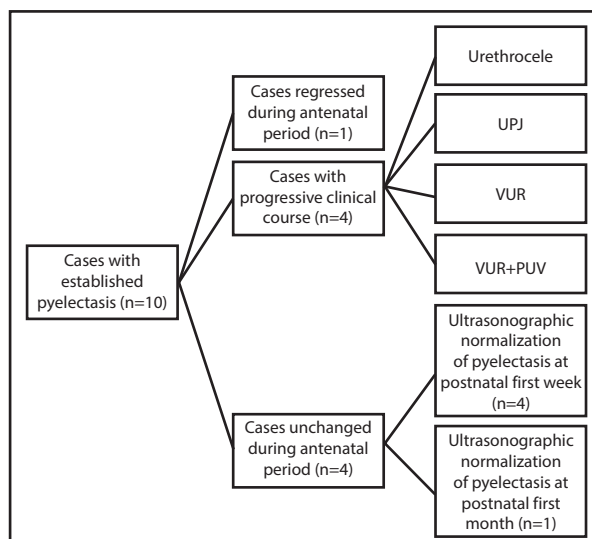 Cases with
established
pyelectasis (n=10)
Cases regressed
during antenatal
period (n=1)
Cases with
progressive clinical
course (n=4)
Cases unchanged
during antenatal
period (n=4)
Urethrocele
UPJ
VUR
VUR+PUV
Ultrasonographic
normalization
of pyelectasis at
postnatal first week
(n=4)
Ultrasonographic
normalization
of pyelectasis at
postnatal first
month (n=1)